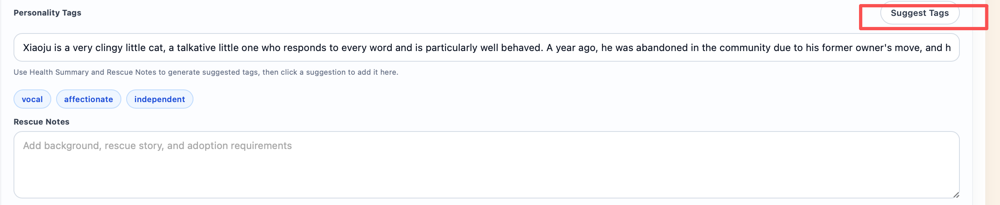 Personality Tags
Suggest Tags
Xiaoju is a very clingy little cat, a talkative little one who responds to every word and is particularly well behaved. A year ago, he was abandoned in the community due to his former owner's move, and h
Use Health Summary and Rescue Notes to generate suggested tags, then click a suggestion to add it here.
vocal affectionate independent
Rescue Notes
Add background, rescue story, and adoption requirements